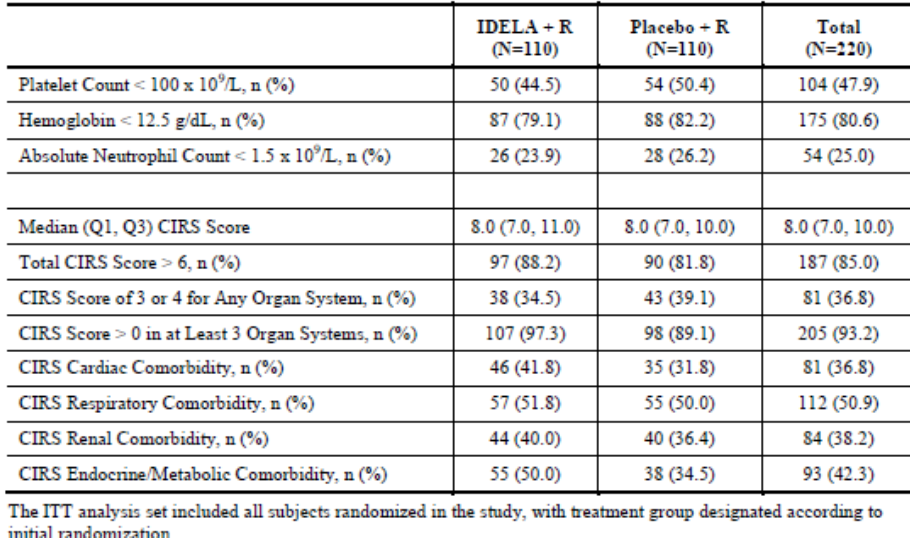 IDELA + R (N=110) Placebo + R (N=110) Total (N=220)
Platelet Count < 100 x 10⁹/L, n (%) 50 (44.5) 54 (50.4) 104 (47.9)
Hemoglobin < 12.5 g/dL, n (%) 87 (79.1) 88 (82.2) 175 (80.6)
Absolute Neutrophil Count < 1.5 x 10⁹/L, n (%) 26 (23.9) 28 (26.2) 54 (25.0)
Median (Q1, Q3) CIRS Score 8.0 (7.0, 11.0) 8.0 (7.0, 10.0) 8.0 (7.0, 10.0)
Total CIRS Score > 6, n (%) 97 (88.2) 90 (81.8) 187 (85.0)
CIRS Score of 3 or 4 for Any Organ System, n (%) 38 (34.5) 43 (39.1) 81 (36.8)
CIRS Score > 0 in at Least 3 Organ Systems, n (%) 107 (97.3) 98 (89.1) 205 (93.2)
CIRS Cardiac Comorbidity, n (%) 46 (41.8) 35 (31.8) 81 (36.8)
CIRS Respiratory Comorbidity, n (%) 57 (51.8) 55 (50.0) 112 (50.9)
CIRS Renal Comorbidity, n (%) 44 (40.0) 40 (36.4) 84 (38.2)
CIRS Endocrine/Metabolic Comorbidity, n (%) 55 (50.0) 38 (34.5) 93 (42.3)
The ITT analysis set included all subjects randomized in the study, with treatment group designated according to
initial randomization